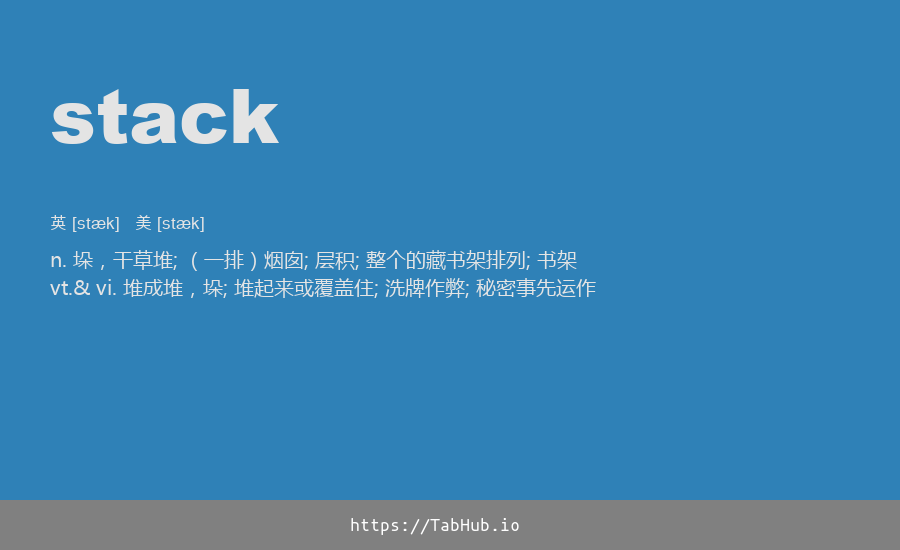 stack
英 [stæk] 美 [stæk]
n. 垛，干草堆; （一排）烟囱; 层积; 整个的藏书架排列; 书架
vt.& vi. 堆成堆，垛; 堆起来或覆盖住; 洗牌作弊; 秘密事先运作
https://TabHub.io